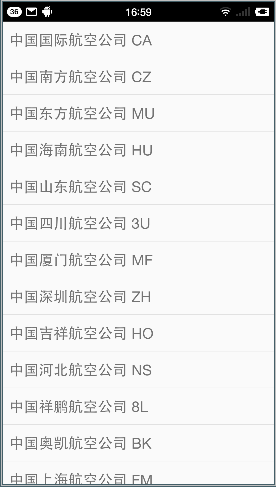 36 16:59
中国国际航空公司 CA
中国南方航空公司 CZ
中国东方航空公司 MU
中国海南航空公司 HU
中国山东航空公司 SC
中国四川航空公司 3U
中国厦门航空公司 MF
中国深圳航空公司 ZH
中国吉祥航空公司 HO
中国河北航空公司 NS
中国祥鹏航空公司 8L
中国奥凯航空公司 BK
中国上海航空公司 FM